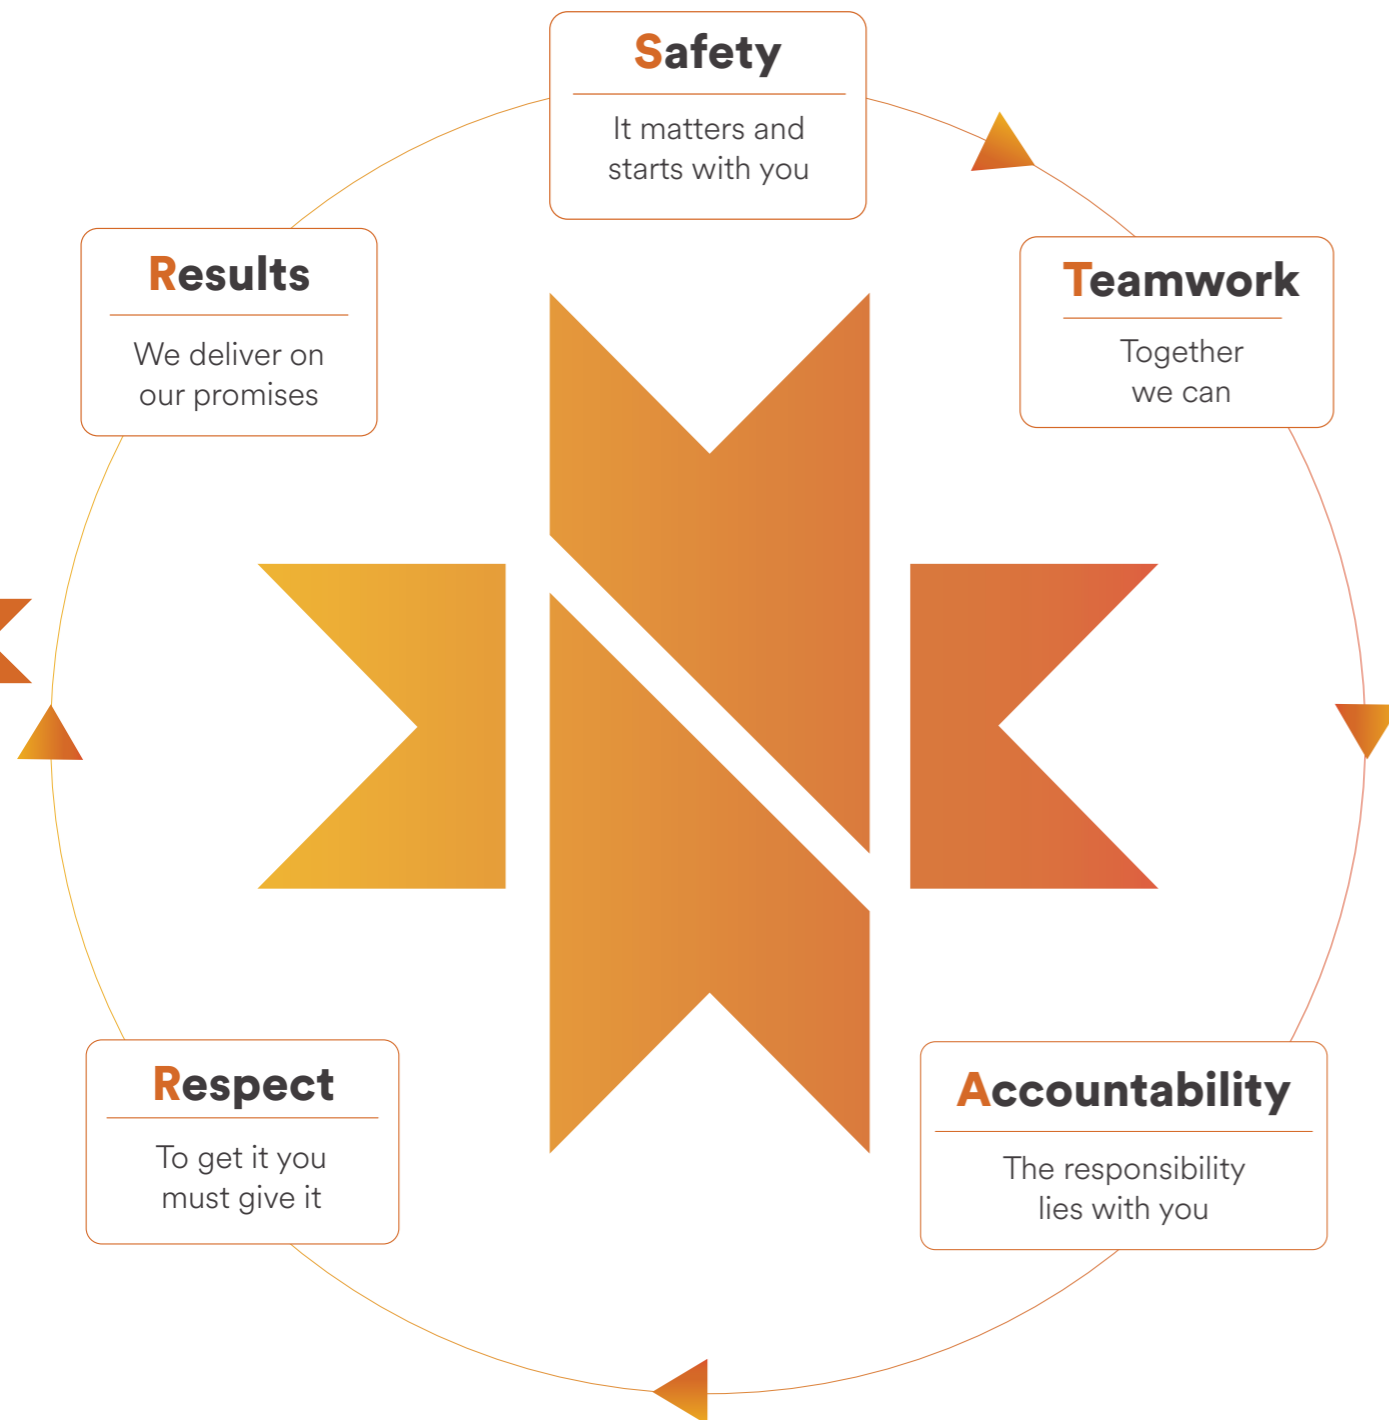 Safety
It matters and
starts with you
Teamwork
Together
we can
Accountability
The responsibility
lies with you
Respect
To get it you
must give it
Results
We deliver on
our promises